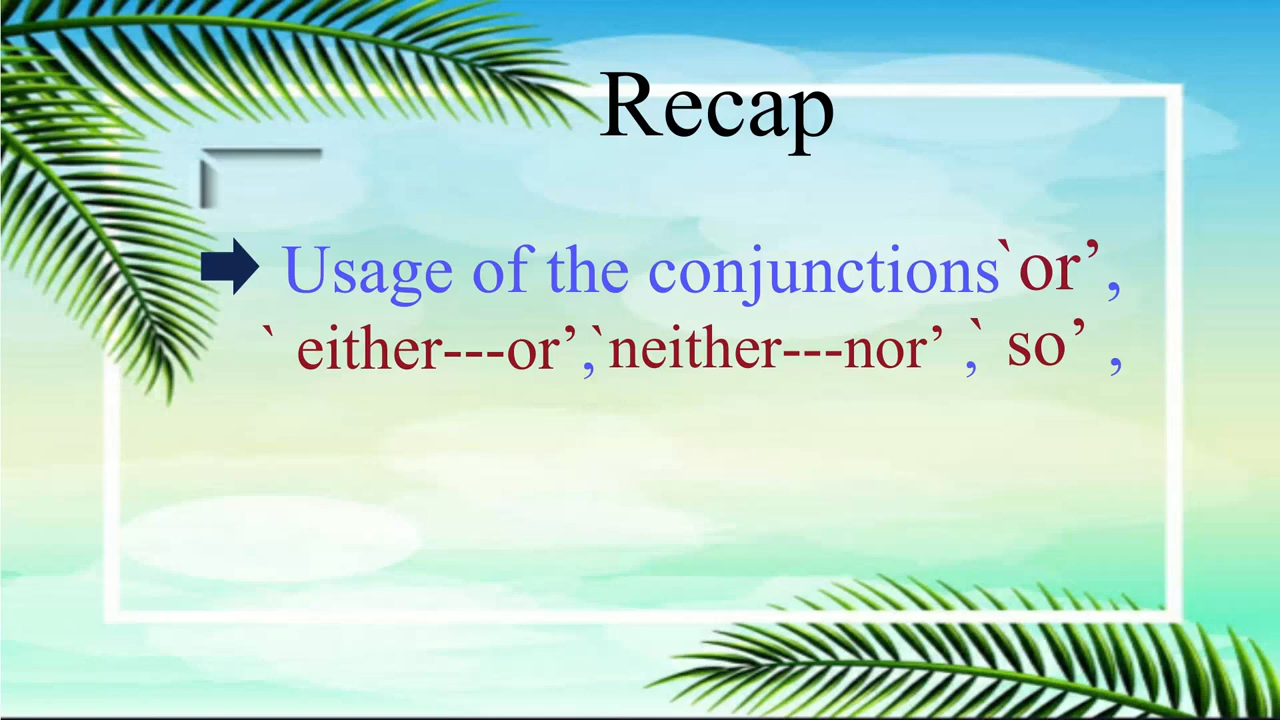 Recap
Usage of the conjunctions `or’,
` either---or’,`neither---nor’ ,` so’ ,